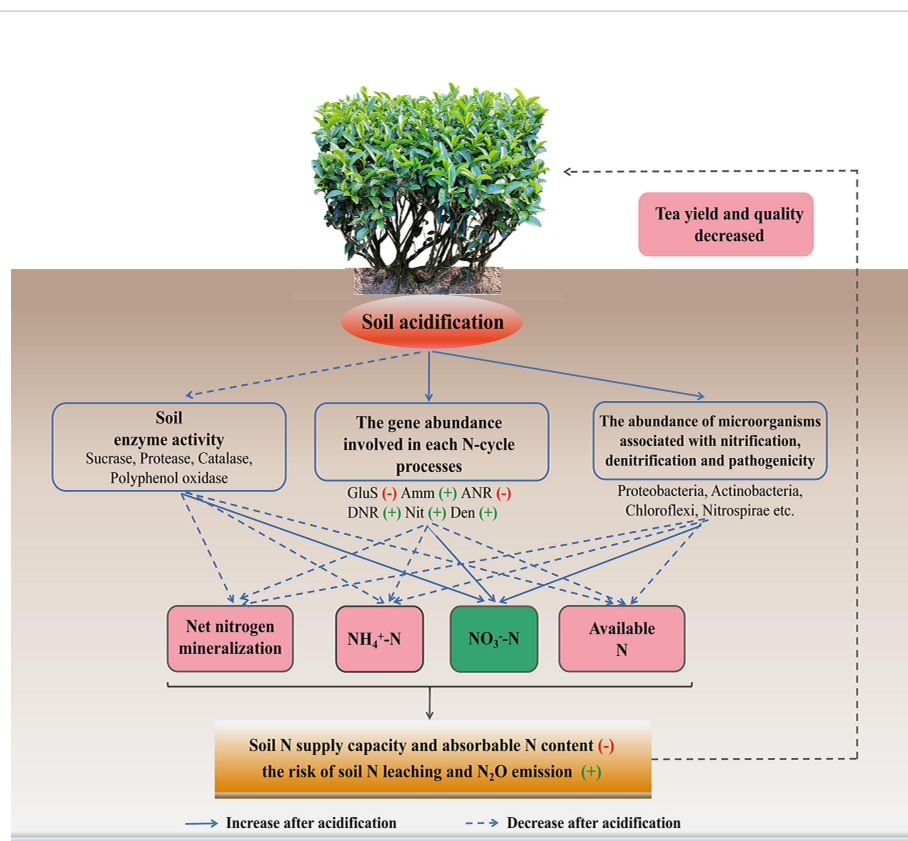 Tea yield and quality
decreased
Soil acidification
Soil
enzyme activity
Sucrase, Protease, Catalase,
Polyphenol oxidase
The gene abundance
involved in each N-cycle
processes
GluS (-) Amm (+) ANR (-)
DNR (+) Nit (+) Den (+)
The abundance of microorganisms
associated with nitrification,
denitrification and pathogenicity
Proteobacteria, Actinobacteria,
Chloroflexi, Nitrospirae etc.
Net nitrogen
mineralization
NH₄⁺-N
NO₃⁻-N
Available
N
Soil N supply capacity and absorbable N content (-)
the risk of soil N leaching and N₂O emission (+)
Increase after acidification
Decrease after acidification